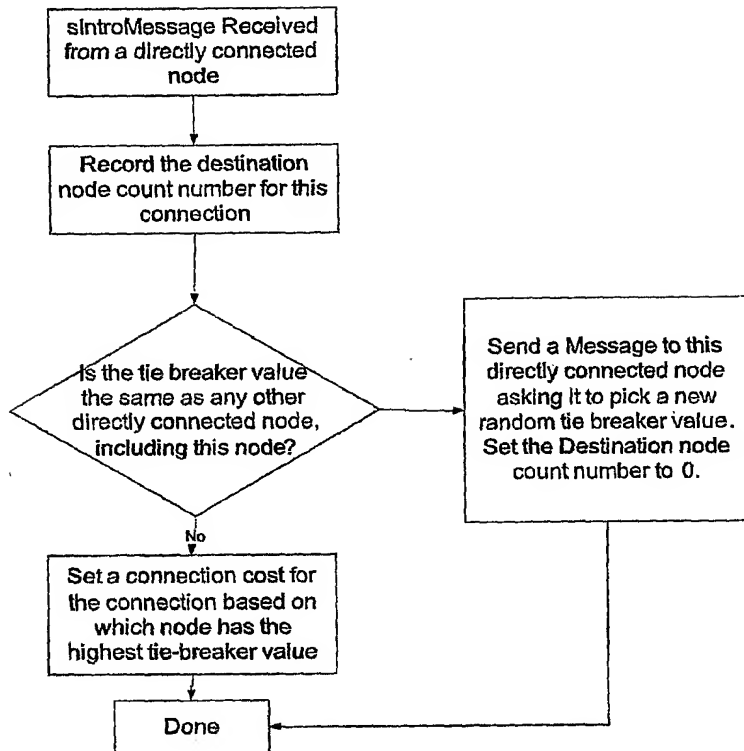 sIntroMessage Received
from a directly connected
node
Record the destination
node count number for this
connection
Is the tie breaker value
the same as any other
directly connected node,
including this node?
Send a Message to this
directly connected node
asking it to pick a new
random tie breaker value.
Set the Destination node
count number to 0.
No
Set a connection cost for
the connection based on
which node has the
highest tie-breaker value
Done